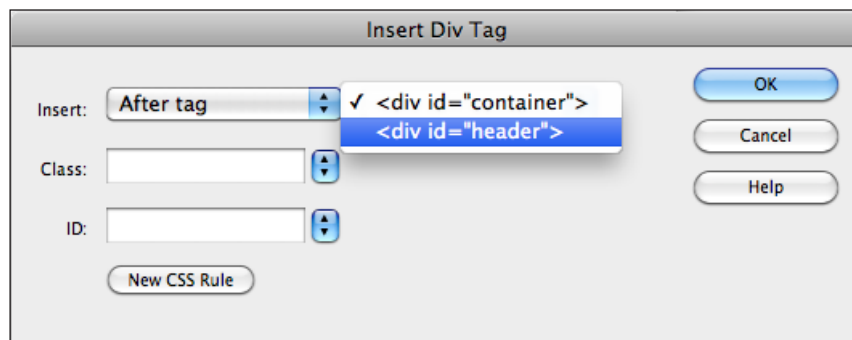 Insert Div Tag
Insert: After tag ✓ <div id="container">
<div id="header">
Class:
ID:
New CSS Rule
OK
Cancel
Help